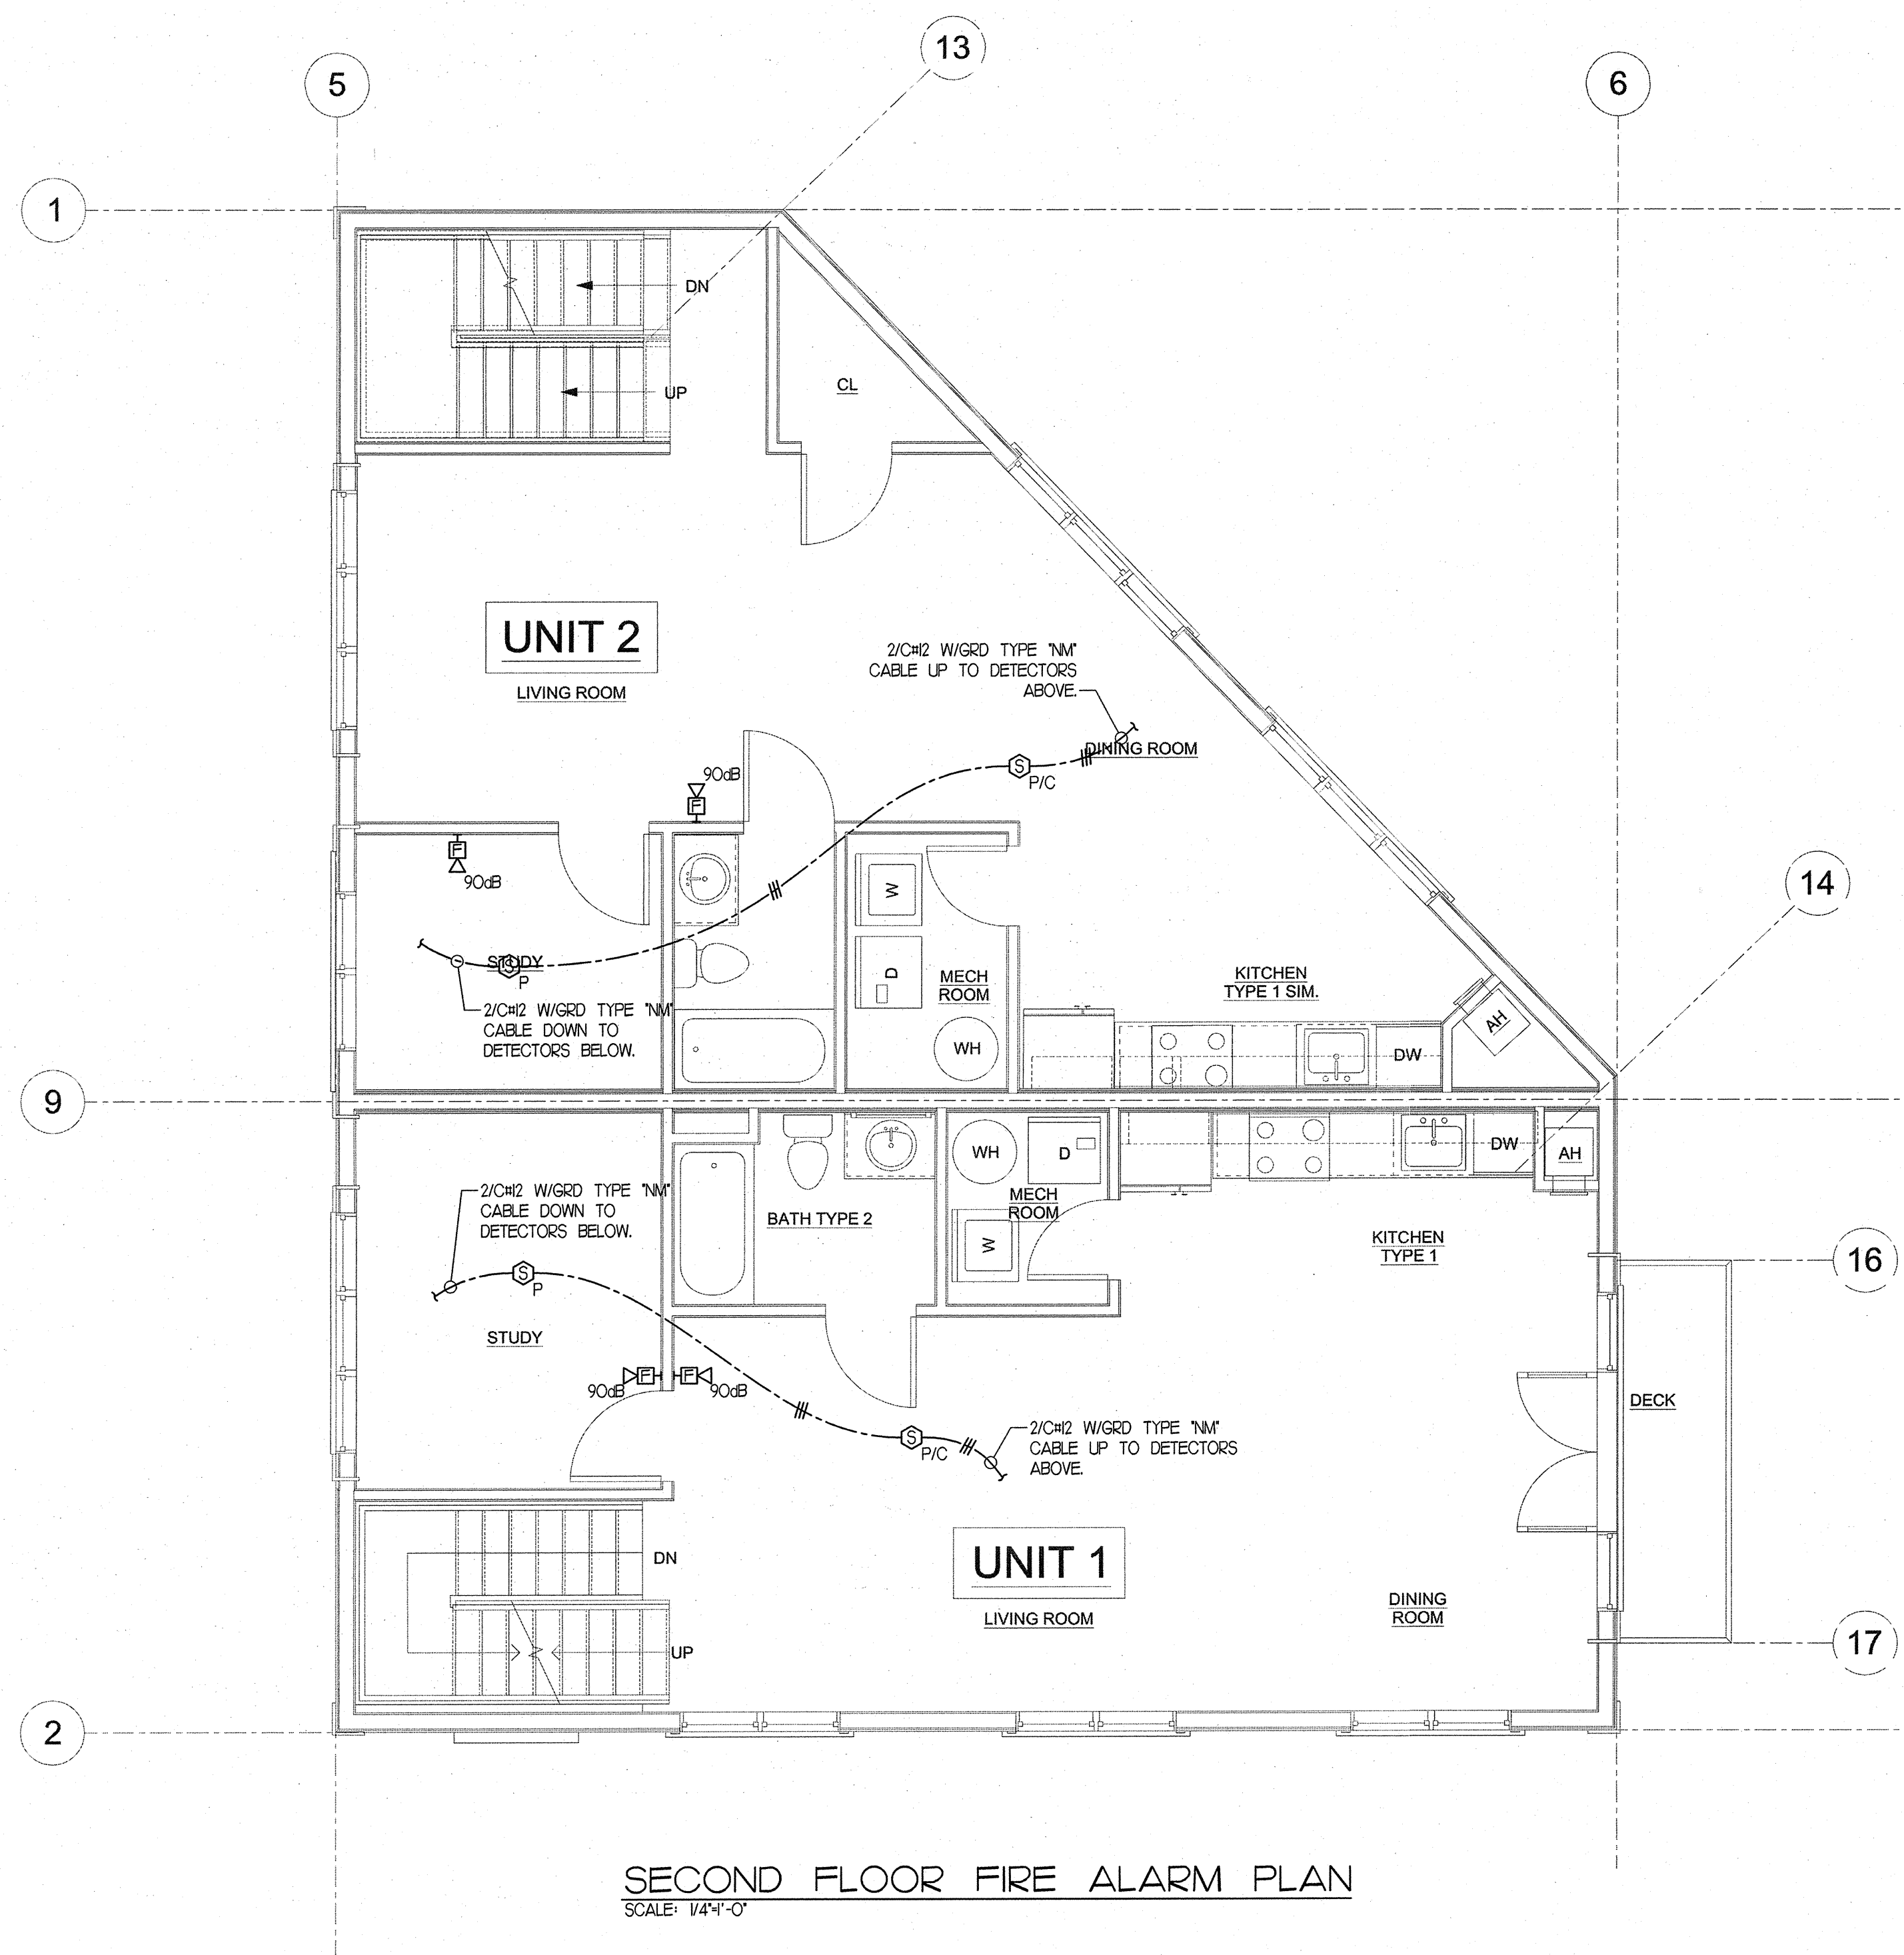 13
5
6
1
DN
UP
CL
UNIT 2
LIVING ROOM
2/C#12 W/GRD TYPE "NM"
CABLE UP TO DETECTORS
ABOVE.
DINING ROOM
S
P/C
90dB
F
F
90dB
W
D
MECH
ROOM
WH
KITCHEN
TYPE 1 SIM.
AH
DW
14
STUDY
S
P
2/C#12 W/GRD TYPE "NM"
CABLE DOWN TO
DETECTORS BELOW.
9
WH
D
DW
AH
MECH
ROOM
W
BATH TYPE 2
2/C#12 W/GRD TYPE "NM"
CABLE DOWN TO
DETECTORS BELOW.
KITCHEN
TYPE 1
16
S
P
STUDY
F
F
90dB
90dB
DECK
S
P/C
2/C#12 W/GRD TYPE "NM"
CABLE UP TO DETECTORS
ABOVE.
DN
UNIT 1
LIVING ROOM
DINING
ROOM
UP
17
2
SECOND FLOOR FIRE ALARM PLAN
SCALE: 1/4"=1'-0"